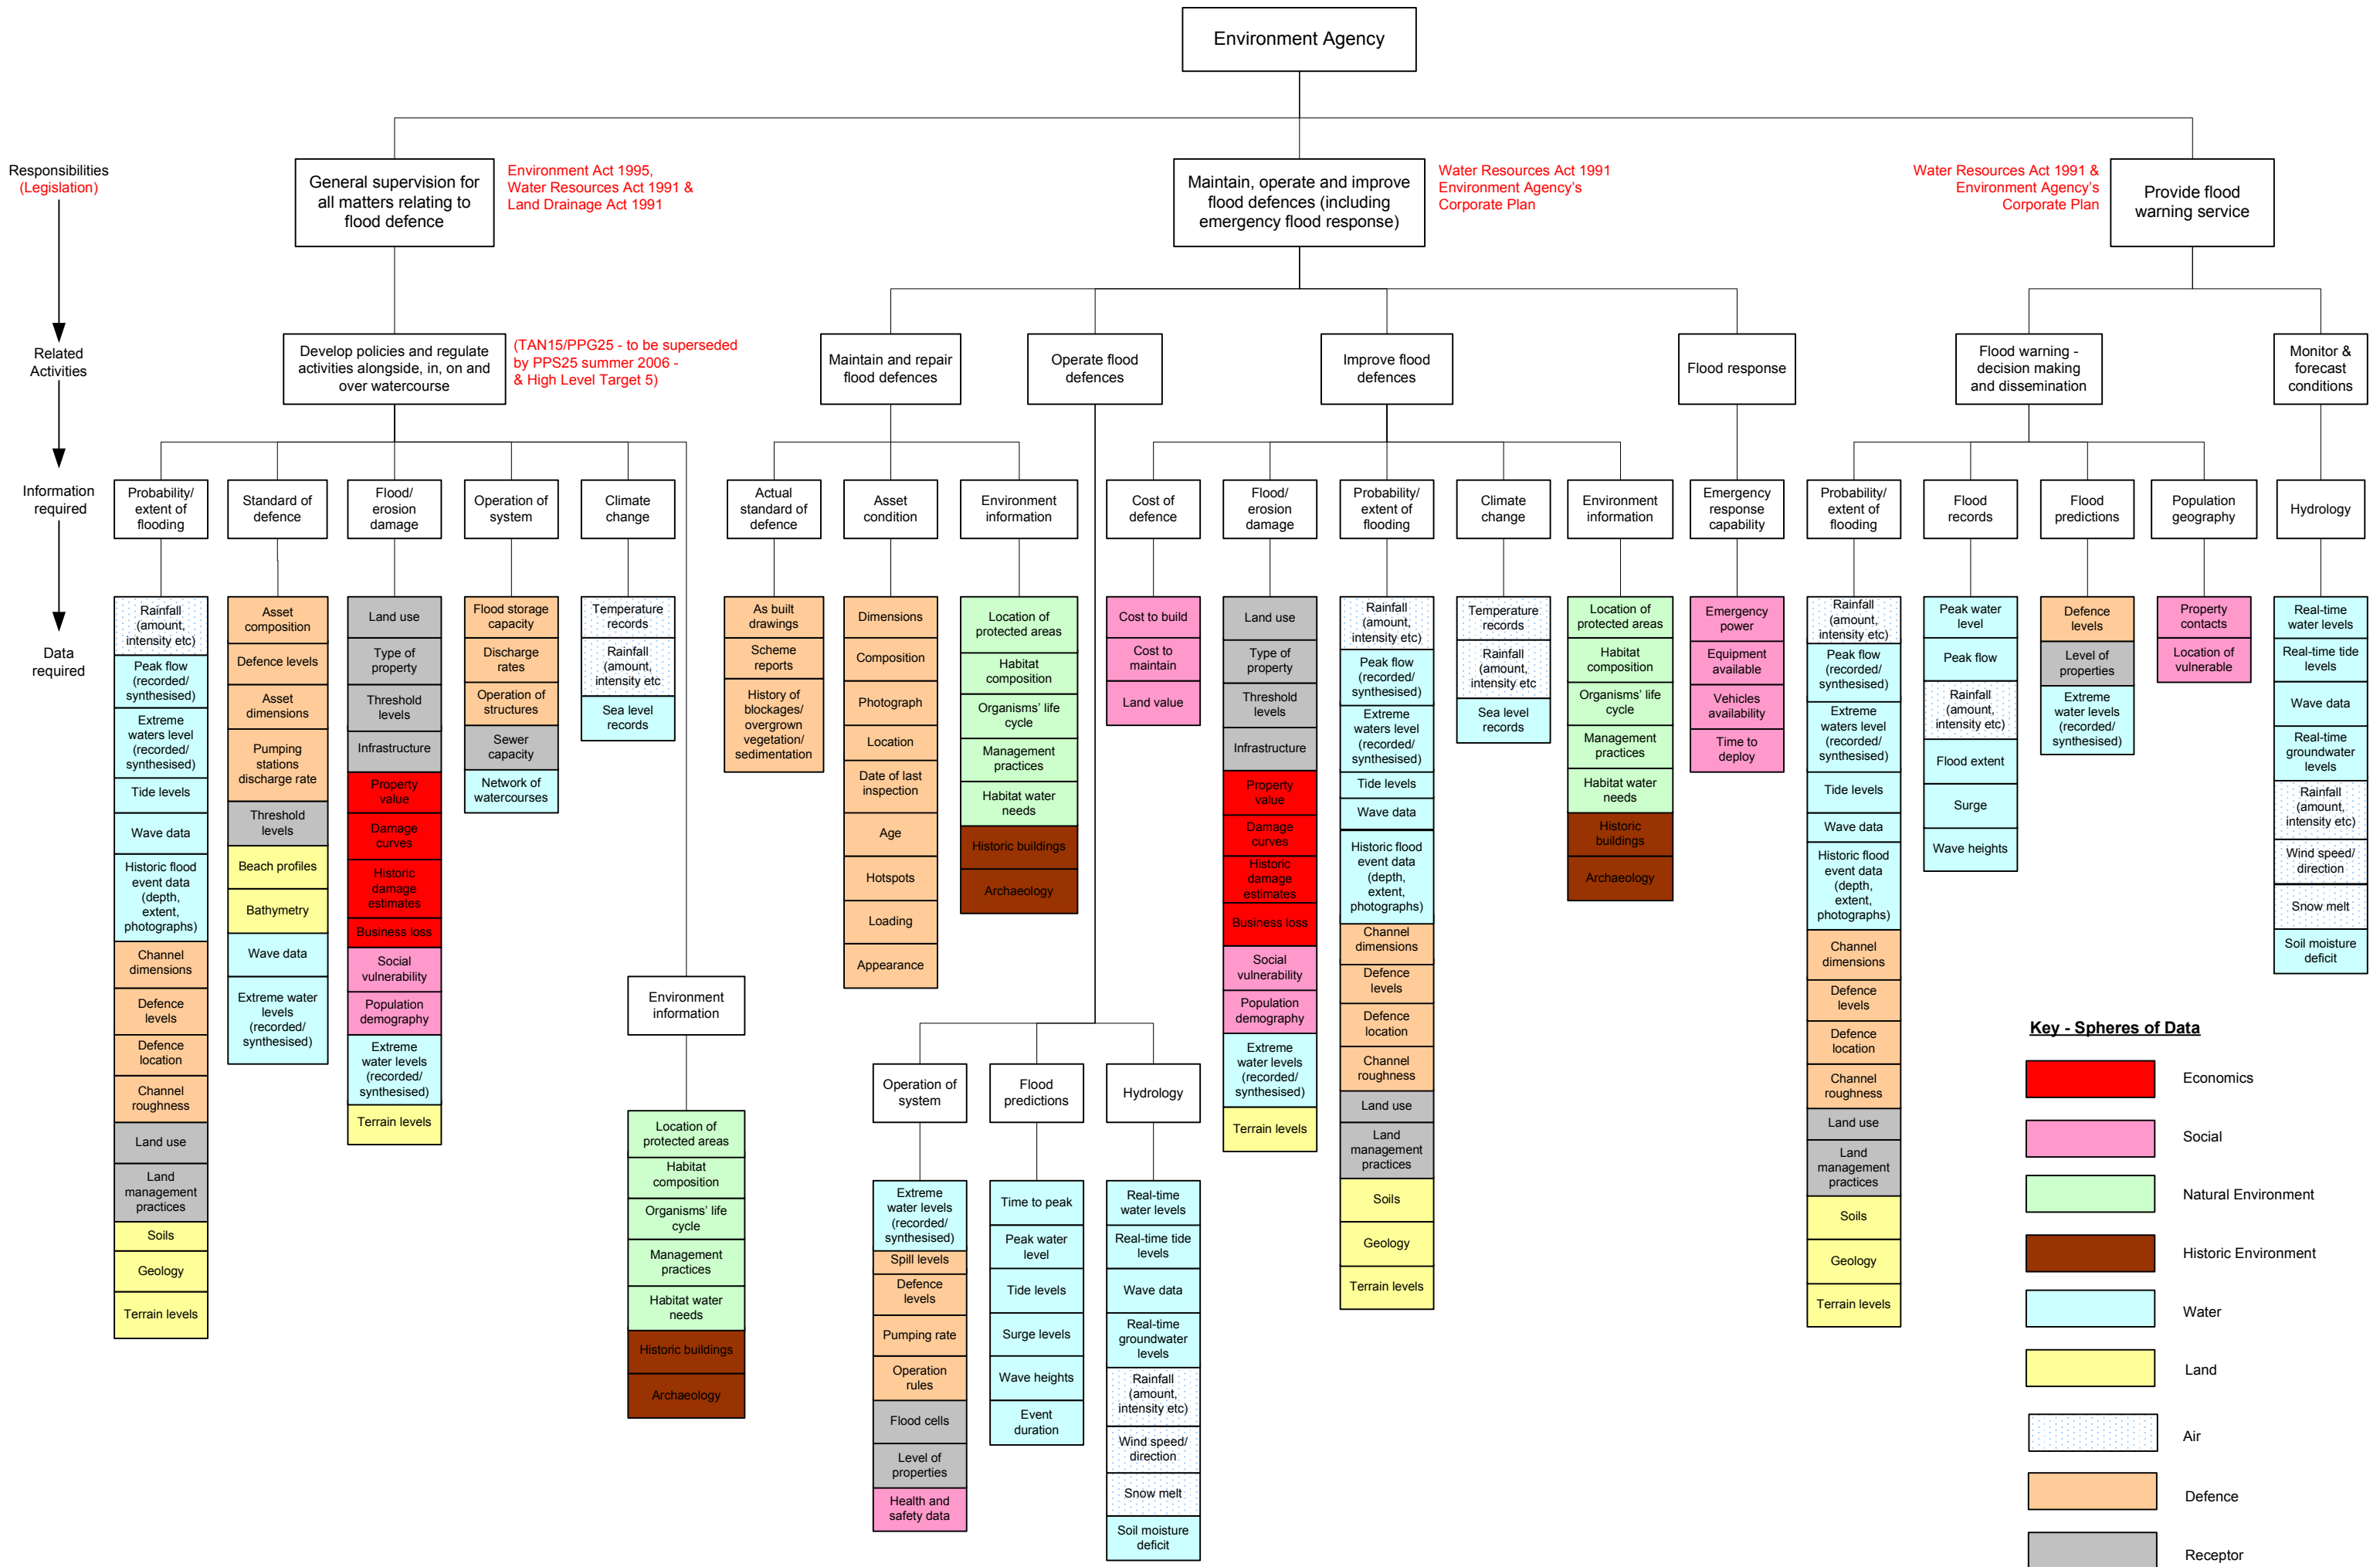 Environment Agency
Responsibilities
(Legislation)
General supervision for
all matters relating to
flood defence
Environment Act 1995,
Water Resources Act 1991 &
Land Drainage Act 1991
Maintain, operate and improve
flood defences (including
emergency flood response)
Water Resources Act 1991
Environment Agency's
Corporate Plan
Water Resources Act 1991 &
Environment Agency's
Corporate Plan
Provide flood
warning service
Related
Activities
Develop policies and regulate
activities alongside, in, on and
over watercourse
(TAN15/PPG25 - to be superseded
by PPS25 summer 2006 -
& High Level Target 5)
Maintain and repair
flood defences
Operate flood
defences
Improve flood
defences
Flood response
Flood warning -
decision making
and dissemination
Monitor &
forecast
conditions
Information
required
Probability/
extent of
flooding
Standard of
defence
Flood/
erosion
damage
Operation of
system
Climate
change
Actual
standard of
defence
Asset
condition
Environment
information
Cost of
defence
Flood/
erosion
damage
Probability/
extent of
flooding
Climate
change
Environment
information
Emergency
response
capability
Probability/
extent of
flooding
Flood
records
Flood
predictions
Population
geography
Hydrology
Data
required
Rainfall
(amount,
intensity etc)
Peak flow
(recorded/
synthesised)
Extreme
waters level
(recorded/
synthesised)
Tide levels
Wave data
Historic flood
event data
(depth,
extent,
photographs)
Channel
dimensions
Defence
levels
Defence
location
Channel
roughness
Land use
Land
management
practices
Soils
Geology
Terrain levels
Asset
composition
Defence levels
Asset
dimensions
Pumping
stations
discharge rate
Threshold
levels
Beach profiles
Bathymetry
Wave data
Extreme water
levels
(recorded/
synthesised)
Land use
Type of
property
Threshold
levels
Infrastructure
Property
value
Damage
curves
Historic
damage
estimates
Business loss
Social
vulnerability
Population
demography
Extreme
water levels
(recorded/
synthesised)
Terrain levels
Flood storage
capacity
Discharge
rates
Operation of
structures
Sewer
capacity
Network of
watercourses
Temperature
records
Rainfall
(amount,
intensity etc
Sea level
records
Environment
information
Location of
protected areas
Habitat
composition
Organisms' life
cycle
Management
practices
Habitat water
needs
Historic buildings
Archaeology
As built
drawings
Scheme
reports
History of
blockages/
overgrown
vegetation/
sedimentation
Dimensions
Composition
Photograph
Location
Date of last
inspection
Age
Hotspots
Loading
Appearance
Location of
protected areas
Habitat
composition
Organisms' life
cycle
Management
practices
Habitat water
needs
Historic buildings
Archaeology
Operation of
system
Flood
predictions
Hydrology
Extreme
water levels
(recorded/
synthesised)
Spill levels
Defence
levels
Pumping rate
Operation
rules
Flood cells
Level of
properties
Health and
safety data
Time to peak
Peak water
level
Tide levels
Surge levels
Wave heights
Event
duration
Real-time
water levels
Real-time tide
levels
Wave data
Real-time
groundwater
levels
Rainfall
(amount,
intensity etc)
Wind speed/
direction
Snow melt
Soil moisture
deficit
Cost to build
Cost to
maintain
Land value
Land use
Type of
property
Threshold
levels
Infrastructure
Property
value
Damage
curves
Historic
damage
estimates
Business loss
Social
vulnerability
Population
demography
Extreme
water levels
(recorded/
synthesised)
Terrain levels
Rainfall
(amount,
intensity etc)
Peak flow
(recorded/
synthesised)
Extreme
waters level
(recorded/
synthesised)
Tide levels
Wave data
Historic flood
event data
(depth,
extent,
photographs)
Channel
dimensions
Defence
levels
Defence
location
Channel
roughness
Land use
Land
management
practices
Soils
Geology
Terrain levels
Temperature
records
Rainfall
(amount,
intensity etc
Sea level
records
Location of
protected areas
Habitat
composition
Organisms' life
cycle
Management
practices
Habitat water
needs
Historic
buildings
Archaeology
Emergency
power
Equipment
available
Vehicles
availability
Time to
deploy
Rainfall
(amount,
intensity etc)
Peak flow
(recorded/
synthesised)
Extreme
waters level
(recorded/
synthesised)
Tide levels
Wave data
Historic flood
event data
(depth,
extent,
photographs)
Channel
dimensions
Defence
levels
Defence
location
Channel
roughness
Land use
Land
management
practices
Soils
Geology
Terrain levels
Peak water
level
Peak flow
Rainfall
(amount,
intensity etc)
Flood extent
Surge
Wave heights
Defence
levels
Level of
properties
Extreme
water levels
(recorded/
synthesised)
Property
contacts
Location of
vulnerable
Real-time
water levels
Real-time tide
levels
Wave data
Real-time
groundwater
levels
Rainfall
(amount,
intensity etc)
Wind speed/
direction
Snow melt
Soil moisture
deficit
Key - Spheres of Data
Economics
Social
Natural Environment
Historic Environment
Water
Land
Air
Defence
Receptor